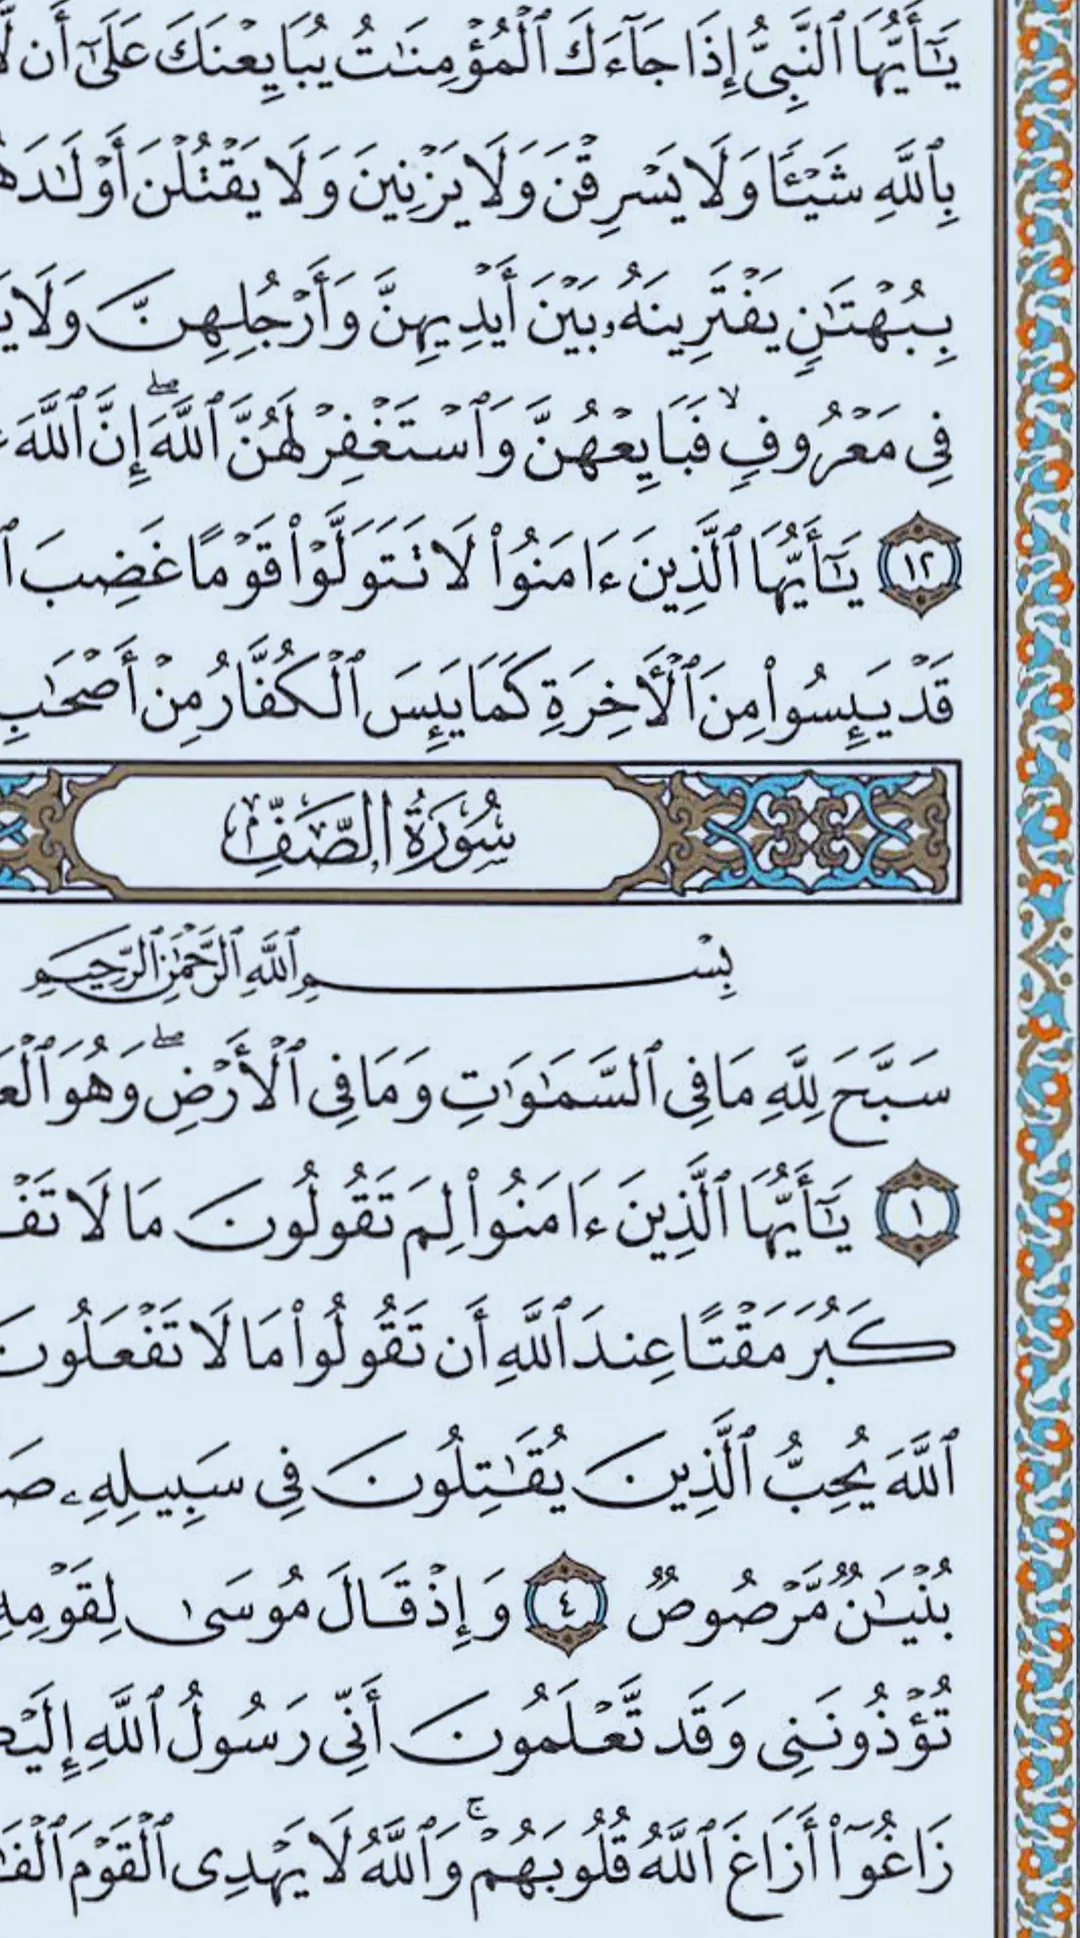 يَٰٓأَيُّهَا ٱلنَّبِىُّ إِذَا جَآءَكَ ٱلْمُؤْمِنَٰتُ يُبَايِعْنَكَ عَلَىٰٓ أَن
بِٱللَّهِ شَيْـًٔا وَلَا يَسْرِقْنَ وَلَا يَزْنِينَ وَلَا يَقْتُلْنَ
بِبُهْتَٰنٍ يَفْتَرِينَهُۥ بَيْنَ أَيْدِيهِنَّ وَأَرْجُلِهِنَّ وَلَا
فِى مَعْرُوفٍ ۙ فَبَايِعْهُنَّ وَٱسْتَغْفِرْ لَهُنَّ ٱللَّهَ ۖ إِنَّ ٱللَّهَ
١٢ يَٰٓأَيُّهَا ٱلَّذِينَ ءَامَنُوا۟ لَا تَتَوَلَّوْا۟ قَوْمًا غَضِبَ
قَدْ يَئِسُوا۟ مِنَ ٱلْءَاخِرَةِ كَمَا يَئِسَ ٱلْكُفَّارُ مِنْ أَصْحَٰبِ
سُورَةُ الصَّفِّ
بِسْمِ ٱللَّهِ ٱلرَّحْمَٰنِ ٱلرَّحِيمِ
سَبَّحَ لِلَّهِ مَا فِى ٱلسَّمَٰوَٰتِ وَمَا فِى ٱلْأَرْضِ ۖ وَهُوَ
١ يَٰٓأَيُّهَا ٱلَّذِينَ ءَامَنُوا۟ لِمَ تَقُولُونَ مَا لَا
كَبُرَ مَقْتًا عِندَ ٱللَّهِ أَن تَقُولُوا۟ مَا لَا تَفْعَلُونَ
ٱللَّهَ يُحِبُّ ٱلَّذِينَ يُقَٰتِلُونَ فِى سَبِيلِهِۦ
بُنْيَٰنٌ مَّرْصُوصٌ ٤ وَإِذْ قَالَ مُوسَىٰ لِقَوْمِهِ
تُؤْذُونَنِى وَقَد تَّعْلَمُونَ أَنِّى رَسُولُ ٱللَّهِ
زَاغُوٓا۟ أَزَاغَ ٱللَّهُ قُلُوبَهُمْ ۚ وَٱللَّهُ لَا يَهْدِى ٱلْقَوْمَ